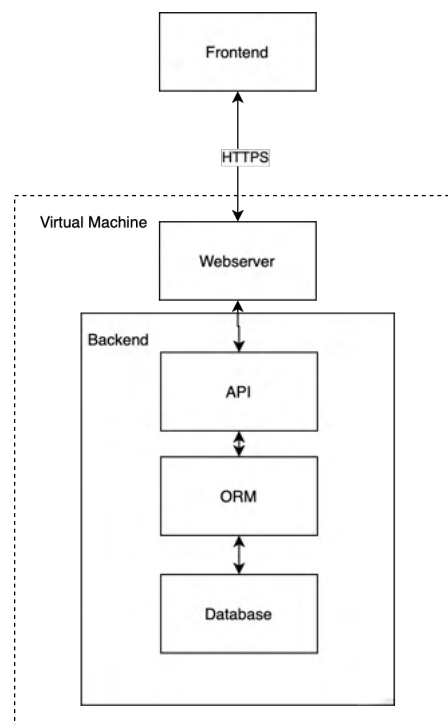 Frontend
HTTPS
Virtual Machine
Webserver
Backend
API
ORM
Database